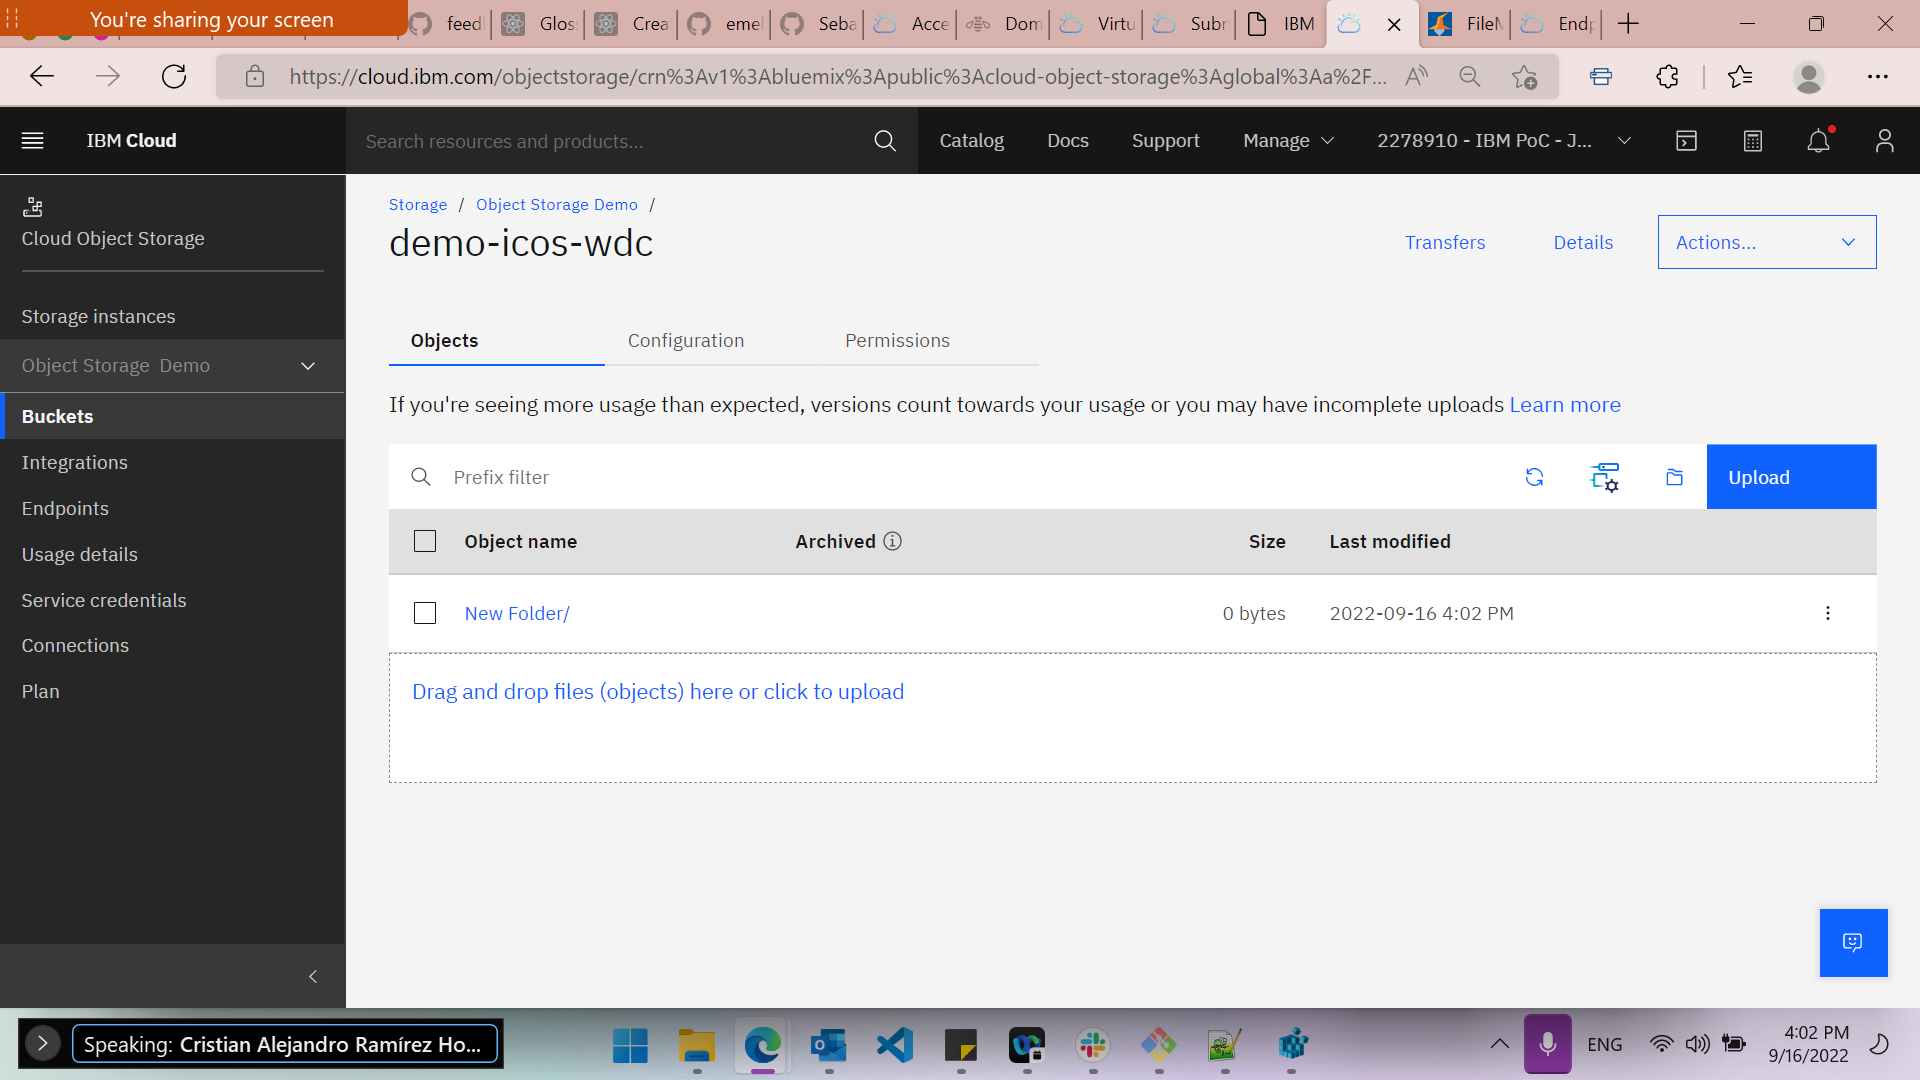 You're sharing your screen
feedl
Glos
Crea
emel
Seba
Acce
Dom
Virtu
Subn
IBM
FileM
Endp
https://cloud.ibm.com/objectstorage/crn%3Av1%3Abluemix%3Apublic%3Acloud-object-storage%3Aglobal%3Aa%2F...
IBM Cloud
Search resources and products...
Catalog
Docs
Support
Manage
2278910 - IBM PoC - J...
Cloud Object Storage
Storage instances
Object Storage Demo
Buckets
Integrations
Endpoints
Usage details
Service credentials
Connections
Plan
Storage / Object Storage Demo /
demo-icos-wdc
Transfers
Details
Actions...
Objects
Configuration
Permissions
If you're seeing more usage than expected, versions count towards your usage or you may have incomplete uploads Learn more
Prefix filter
Upload
Object name
Archived
Size
Last modified
New Folder/
0 bytes
2022-09-16 4:02 PM
Drag and drop files (objects) here or click to upload
Speaking: Cristian Alejandro Ramírez Ho...
ENG
4:02 PM
9/16/2022